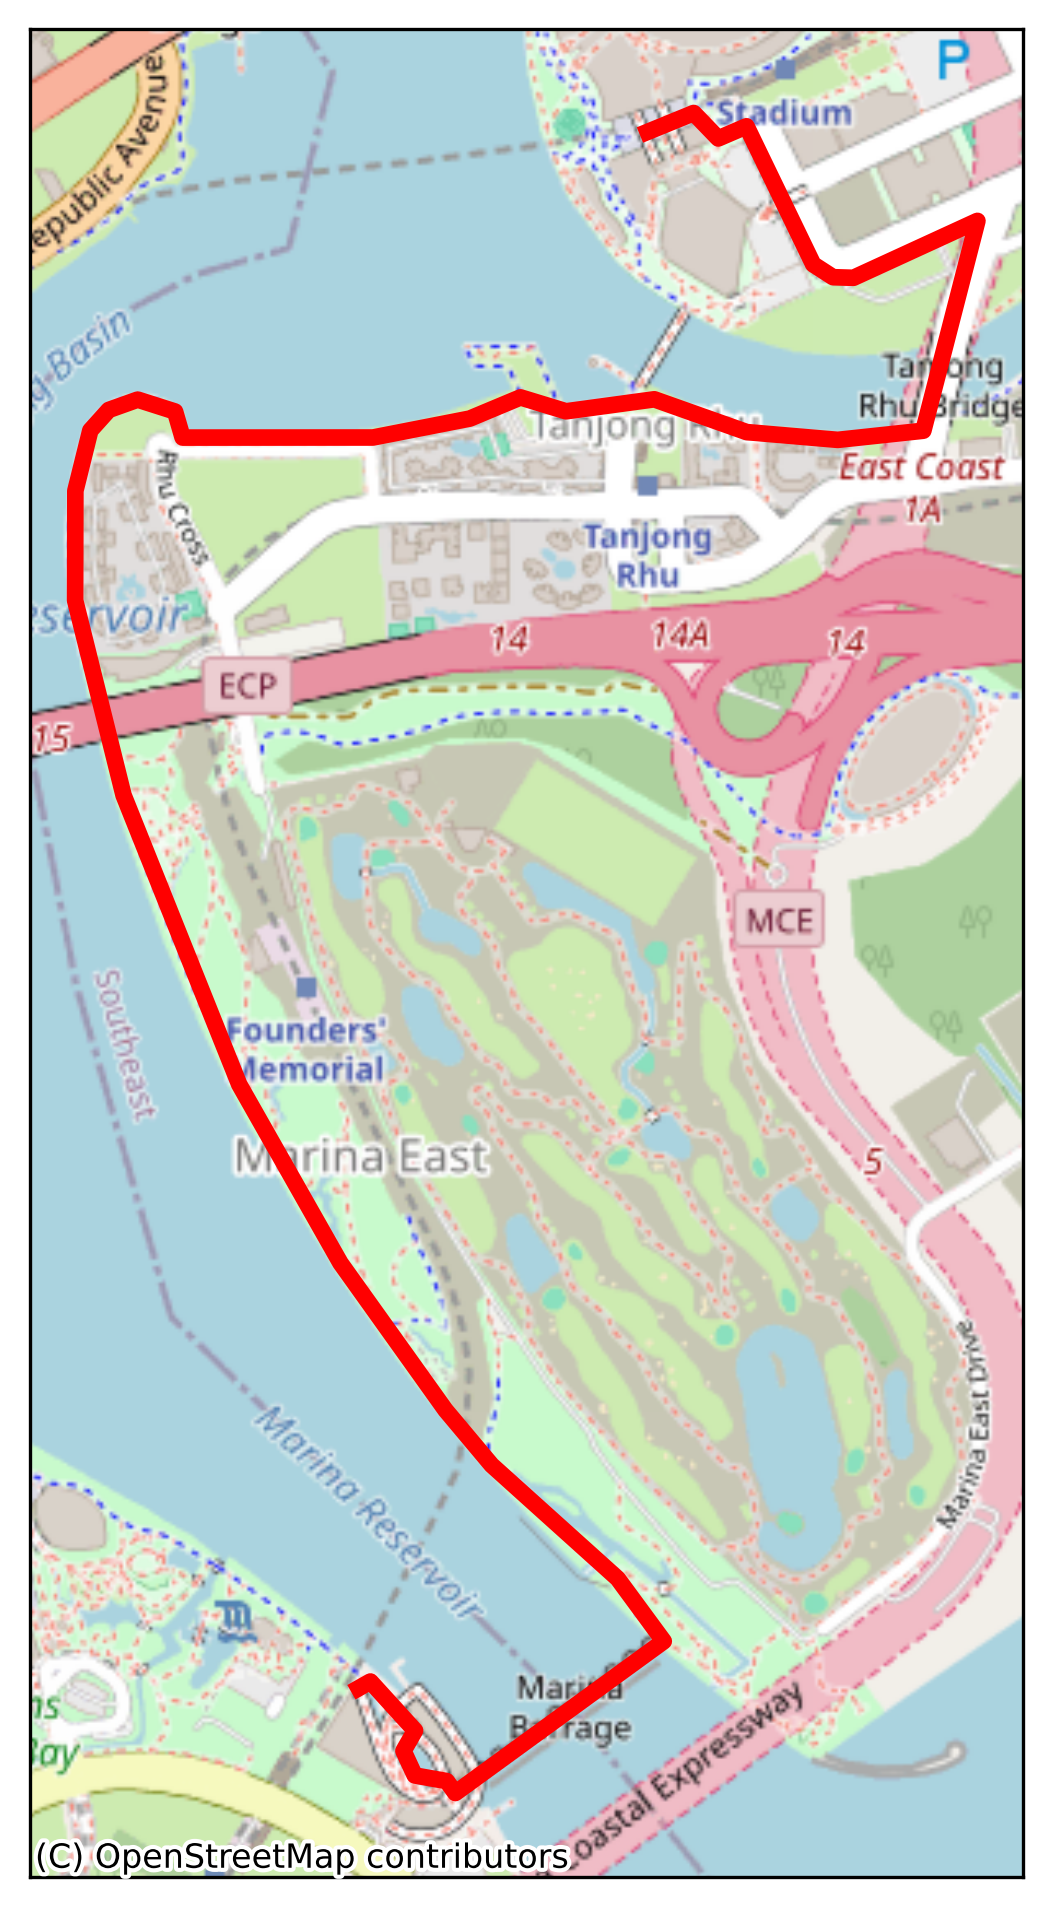 P
Stadium
epublic Avenue
g Basin
Tanjong
Rhu Bridge
Tanjong Rhu
East Coast
1A
Rhu Cross
Tanjong
Rhu
eservoir
14
14A
14
ECP
15
MCE
Southeast
Founders'
Memorial
Marina East
5
Marina East Drive
Marina Reservoir
Marina
Barrage
ns
Bay
Coastal Expressway
(C) OpenStreetMap contributors